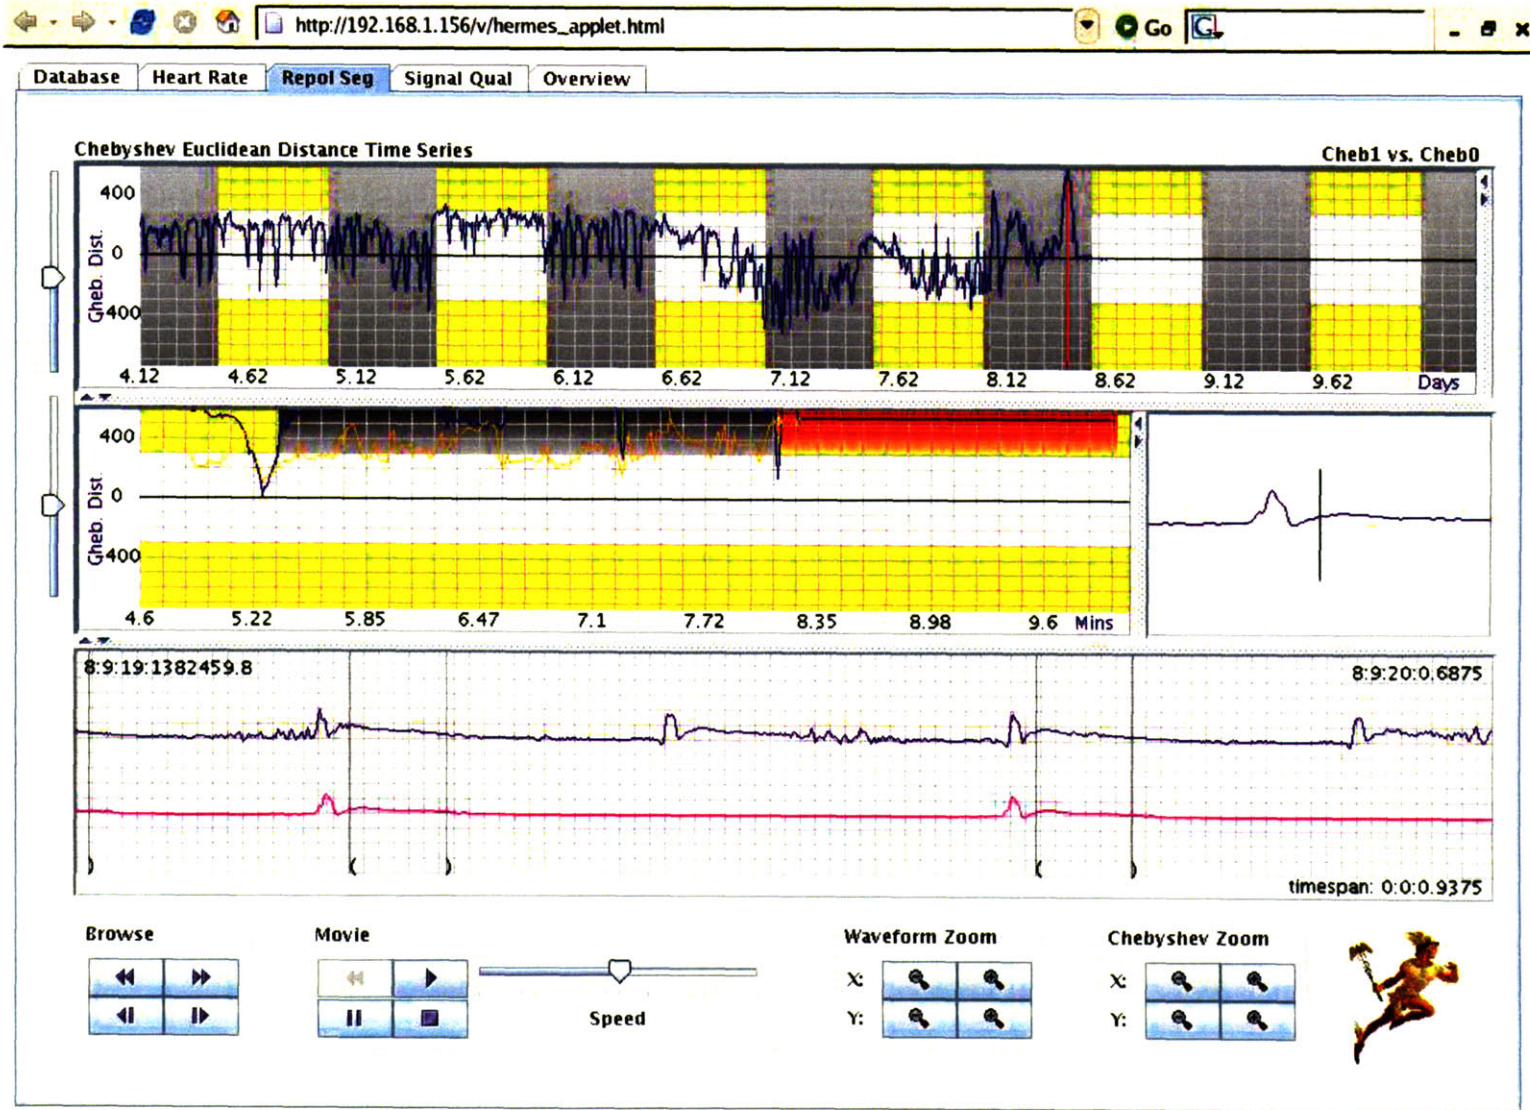 http://192.168.1.156/v/hermes_applet.html
Go
G
Database Heart Rate Repol Seg Signal Qual Overview
Chebyshev Euclidean Distance Time Series
Cheb1 vs. Cheb0
400
0
400
Gheb. Dist.
4.12 4.62 5.12 5.62 6.12 6.62 7.12 7.62 8.12 8.62 9.12 9.62 Days
400
0
400
Gheb. Dist
4.6 5.22 5.85 6.47 7.1 7.72 8.35 8.98 9.6 Mins
8:9:19:1382459.8
8:9:20:0.6875
timespan: 0:0:0.9375
Browse
Movie
Speed
Waveform Zoom
X:
Y:
Chebyshev Zoom
X:
Y: